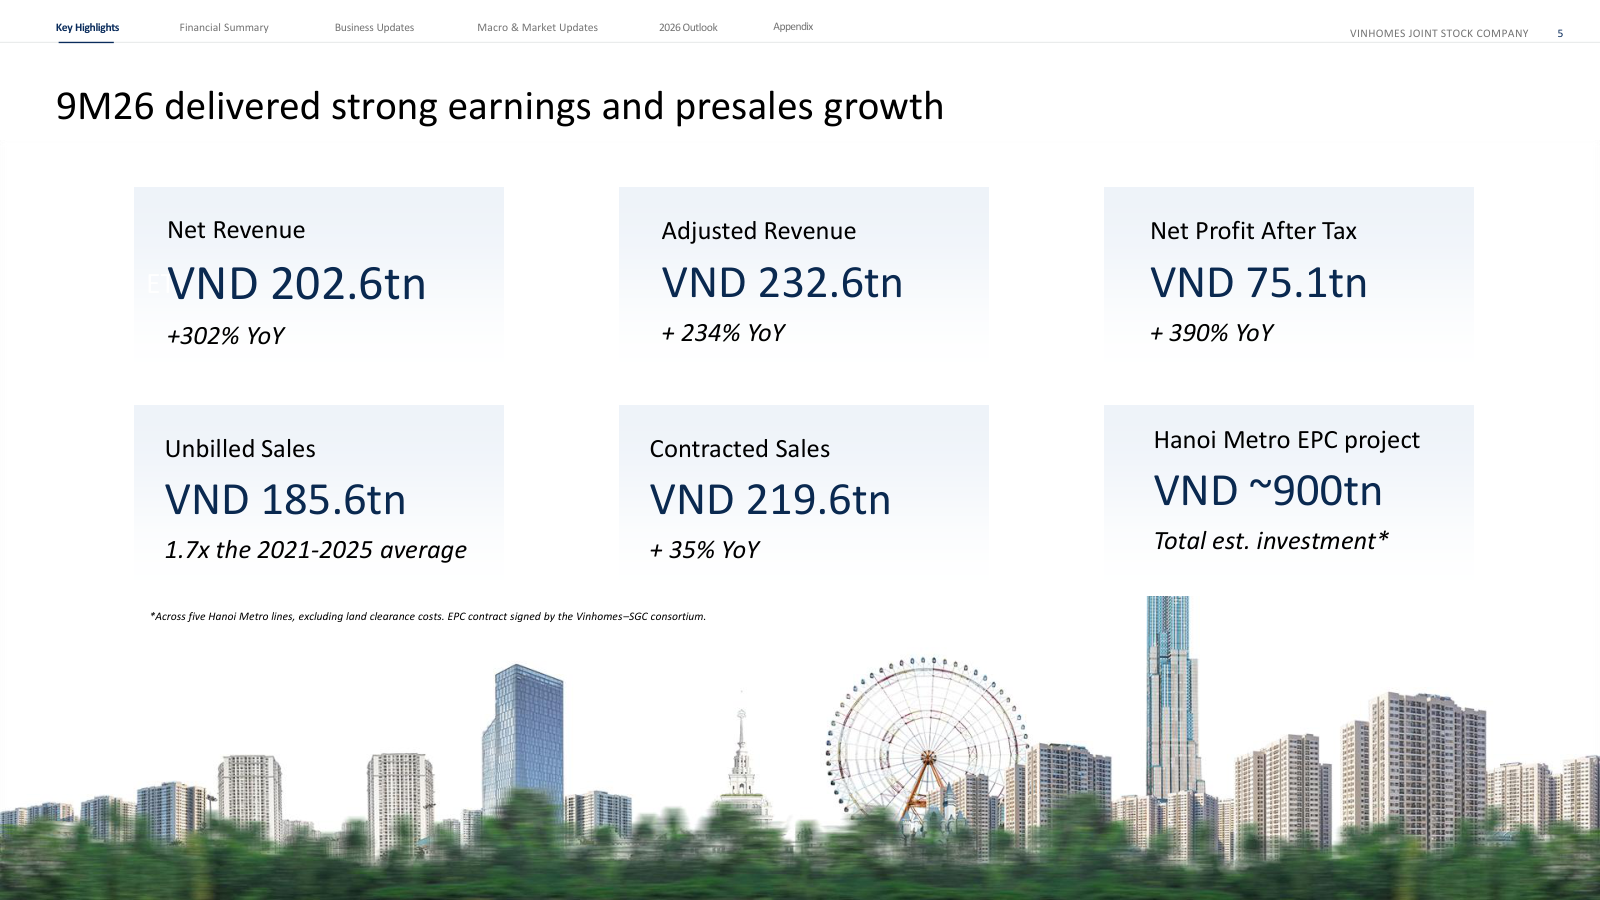 Key Highlights
Financial Summary
Business Updates
Macro & Market Updates
2026 Outlook
Appendix
VINHOMES JOINT STOCK COMPANY
5
9M26 delivered strong earnings and presales growth
Net Revenue
VND 202.6tn
+302% YoY
Adjusted Revenue
VND 232.6tn
+ 234% YoY
Net Profit After Tax
VND 75.1tn
+ 390% YoY
Unbilled Sales
VND 185.6tn
1.7x the 2021-2025 average
Contracted Sales
VND 219.6tn
+ 35% YoY
Hanoi Metro EPC project
VND ~900tn
Total est. investment*
*Across five Hanoi Metro lines, excluding land clearance costs. EPC contract signed by the Vinhomes–SGC consortium.